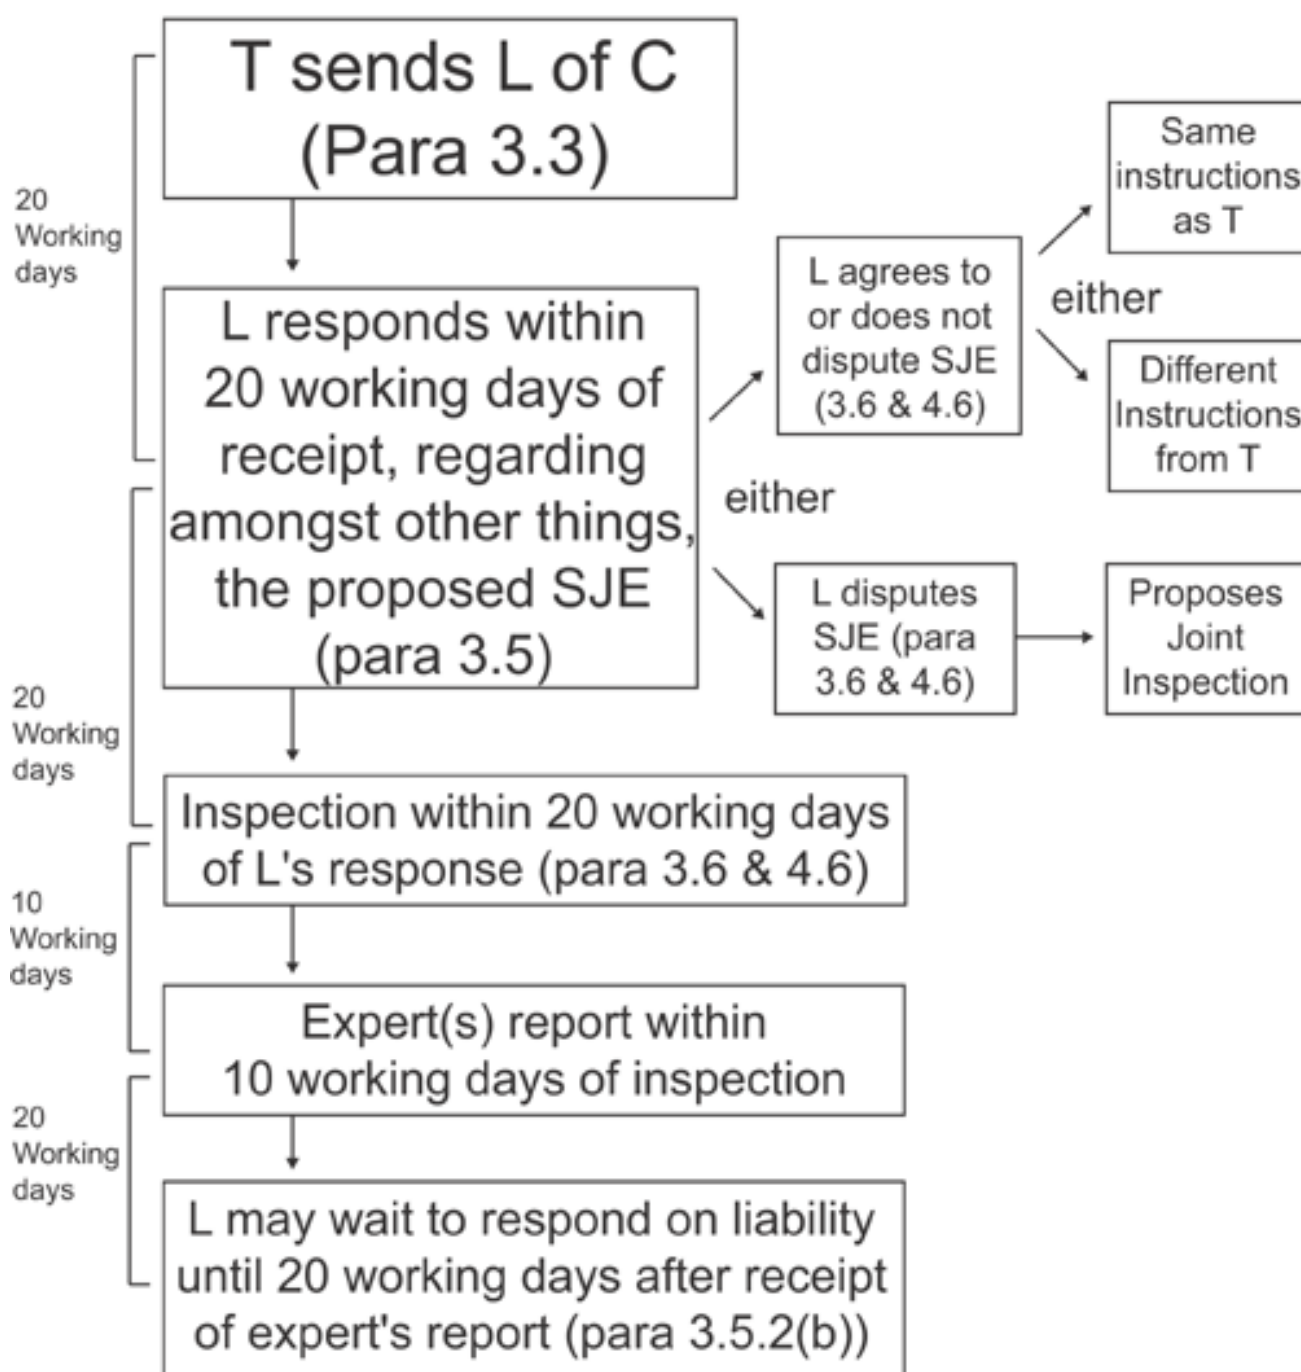 T sends L of C
(Para 3.3)
20
Working
days
L responds within
20 working days of
receipt, regarding
amongst other things,
the proposed SJE
(para 3.5)
either
L agrees to
or does not
dispute SJE
(3.6 & 4.6)
either
Same
instructions
as T
Different
Instructions
from T
L disputes
SJE (para
3.6 & 4.6)
Proposes
Joint
Inspection
20
Working
days
Inspection within 20 working days
of L's response (para 3.6 & 4.6)
10
Working
days
Expert(s) report within
10 working days of inspection
20
Working
days
L may wait to respond on liability
until 20 working days after receipt
of expert's report (para 3.5.2(b))